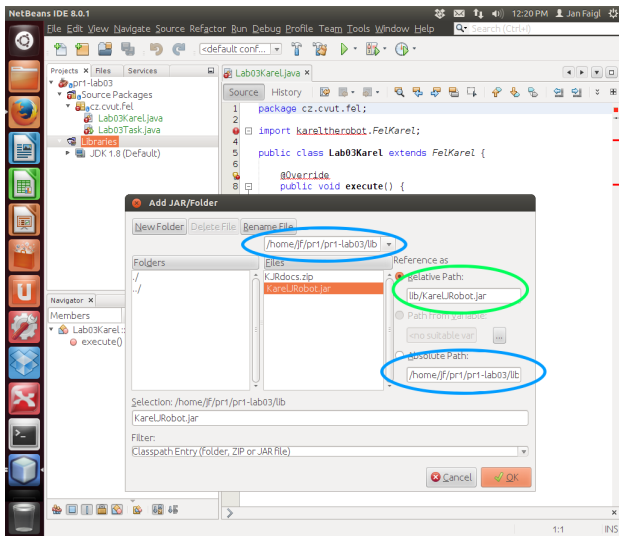 NetBeans IDE 8.0.1
12:20 PM Jan Faigl
File Edit View Navigate Source Refactor Run Debug Profile Team Tools Window Help
Search (Ctrl+I)
<default conf...
Projects × Files Services
Lab03Karel.java ×
pr1-lab03
Source Packages
cz.cvut.fel
Lab03Karel.java
Lab03Task.java
Libraries
JDK 1.8 (Default)
Source History
1 package cz.cvut.fel;
2
import kareltherobot.FelKarel;
4
5 public class Lab03Karel extends FelKarel {
6
@Override
8 public void execute() {
Add JAR/Folder
New Folder Delete File Rename File
/home/jf/pr1/pr1-lab03/lib
Folders
./
../
Files
KJRdocs.zip
KarelJRobot.jar
Reference as
Relative Path:
lib/KarelJRobot.jar
Path from Variable:
<no suitable var
...
Absolute Path:
/home/jf/pr1/pr1-lab03/lib
Selection: /home/jf/pr1/pr1-lab03/lib
KarelJRobot.jar
Filter:
Classpath Entry (folder, ZIP or JAR file)
Cancel OK
Navigator ×
Members
Lab03Karel ::
execute()
1:1 INS